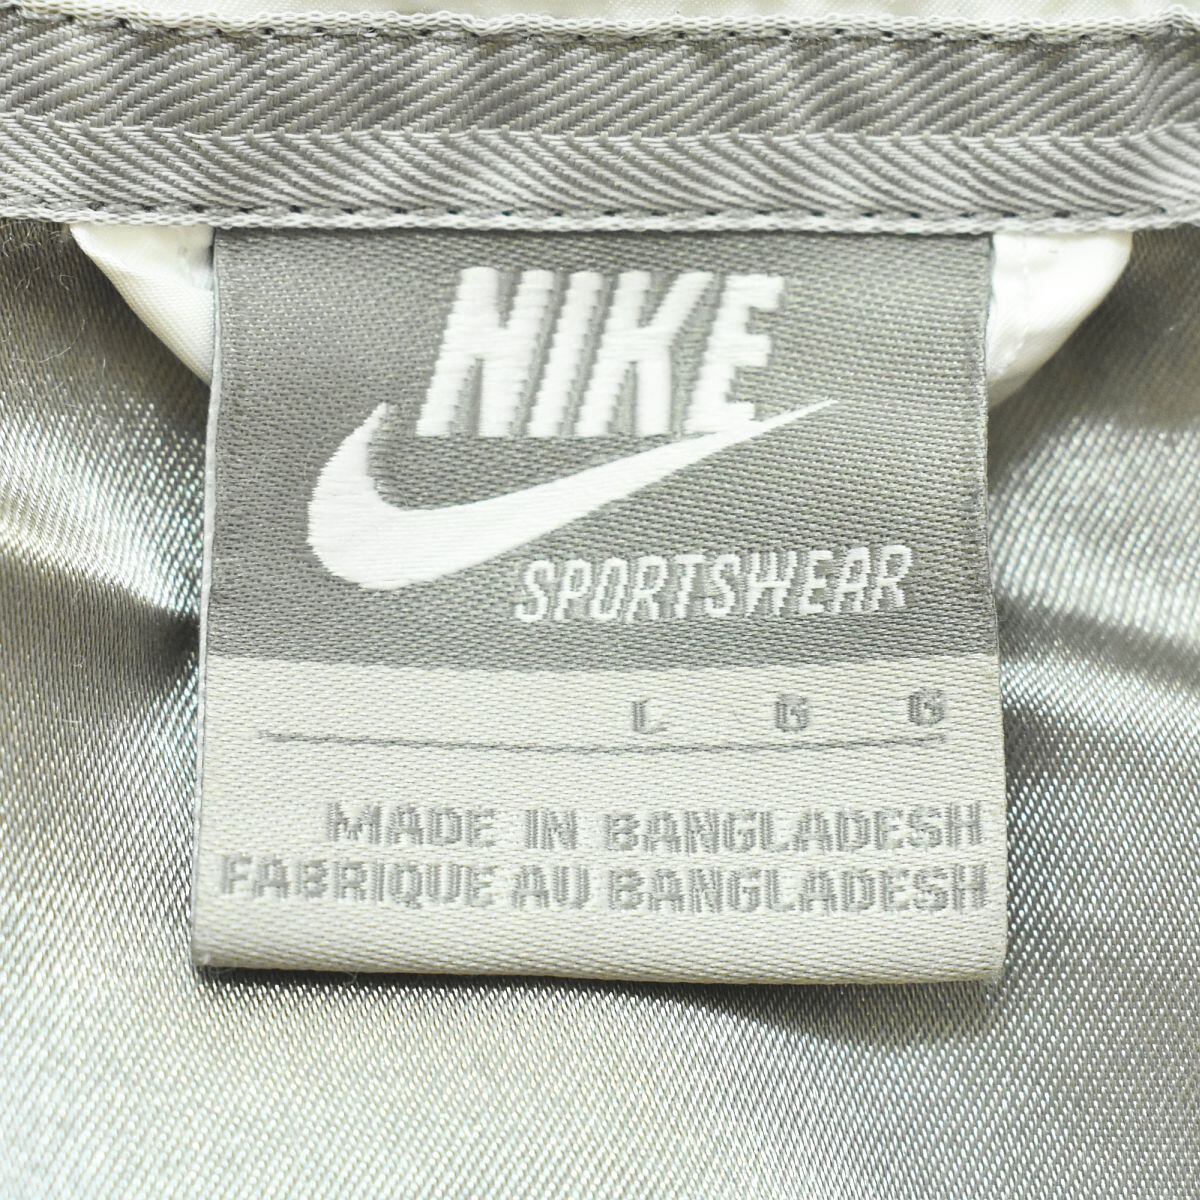 NIKE
SPORTSWEAR
L G G
MADE IN BANGLADESH
FABRIQUE AU BANGLADESH